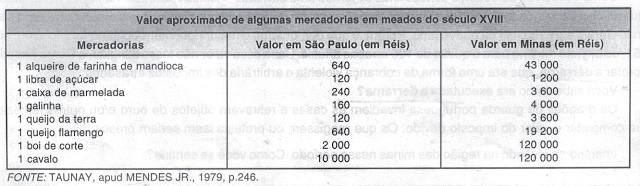 Valor aproximado de algumas mercadorias em meados do século XVIII
Mercadorias Valor em São Paulo (em Réis) Valor em Minas (em Réis)
1 alqueire de farinha de mandioca 640 43 000
1 libra de açúcar 120 1 200
1 caixa de marmelada 240 3 600
1 galinha 160 4 000
1 queijo da terra 120 3 600
1 queijo flamengo 640 19 200
1 boi de corte 2 000 120 000
1 cavalo 10 000 120 000
FONTE: TAUNAY, apud MENDES JR., 1979, p.246.